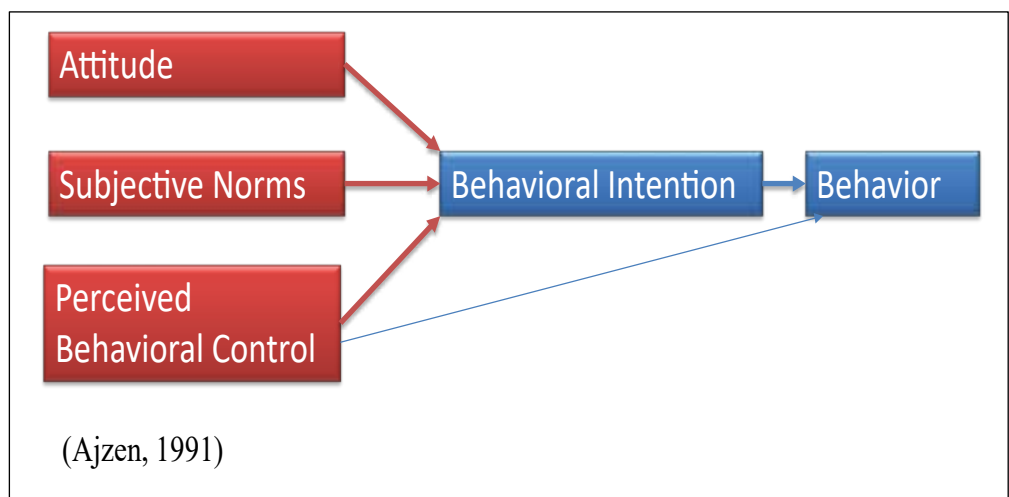 Attitude
Subjective Norms
Behavioral Intention
Behavior
Perceived
Behavioral Control
(Ajzen, 1991)